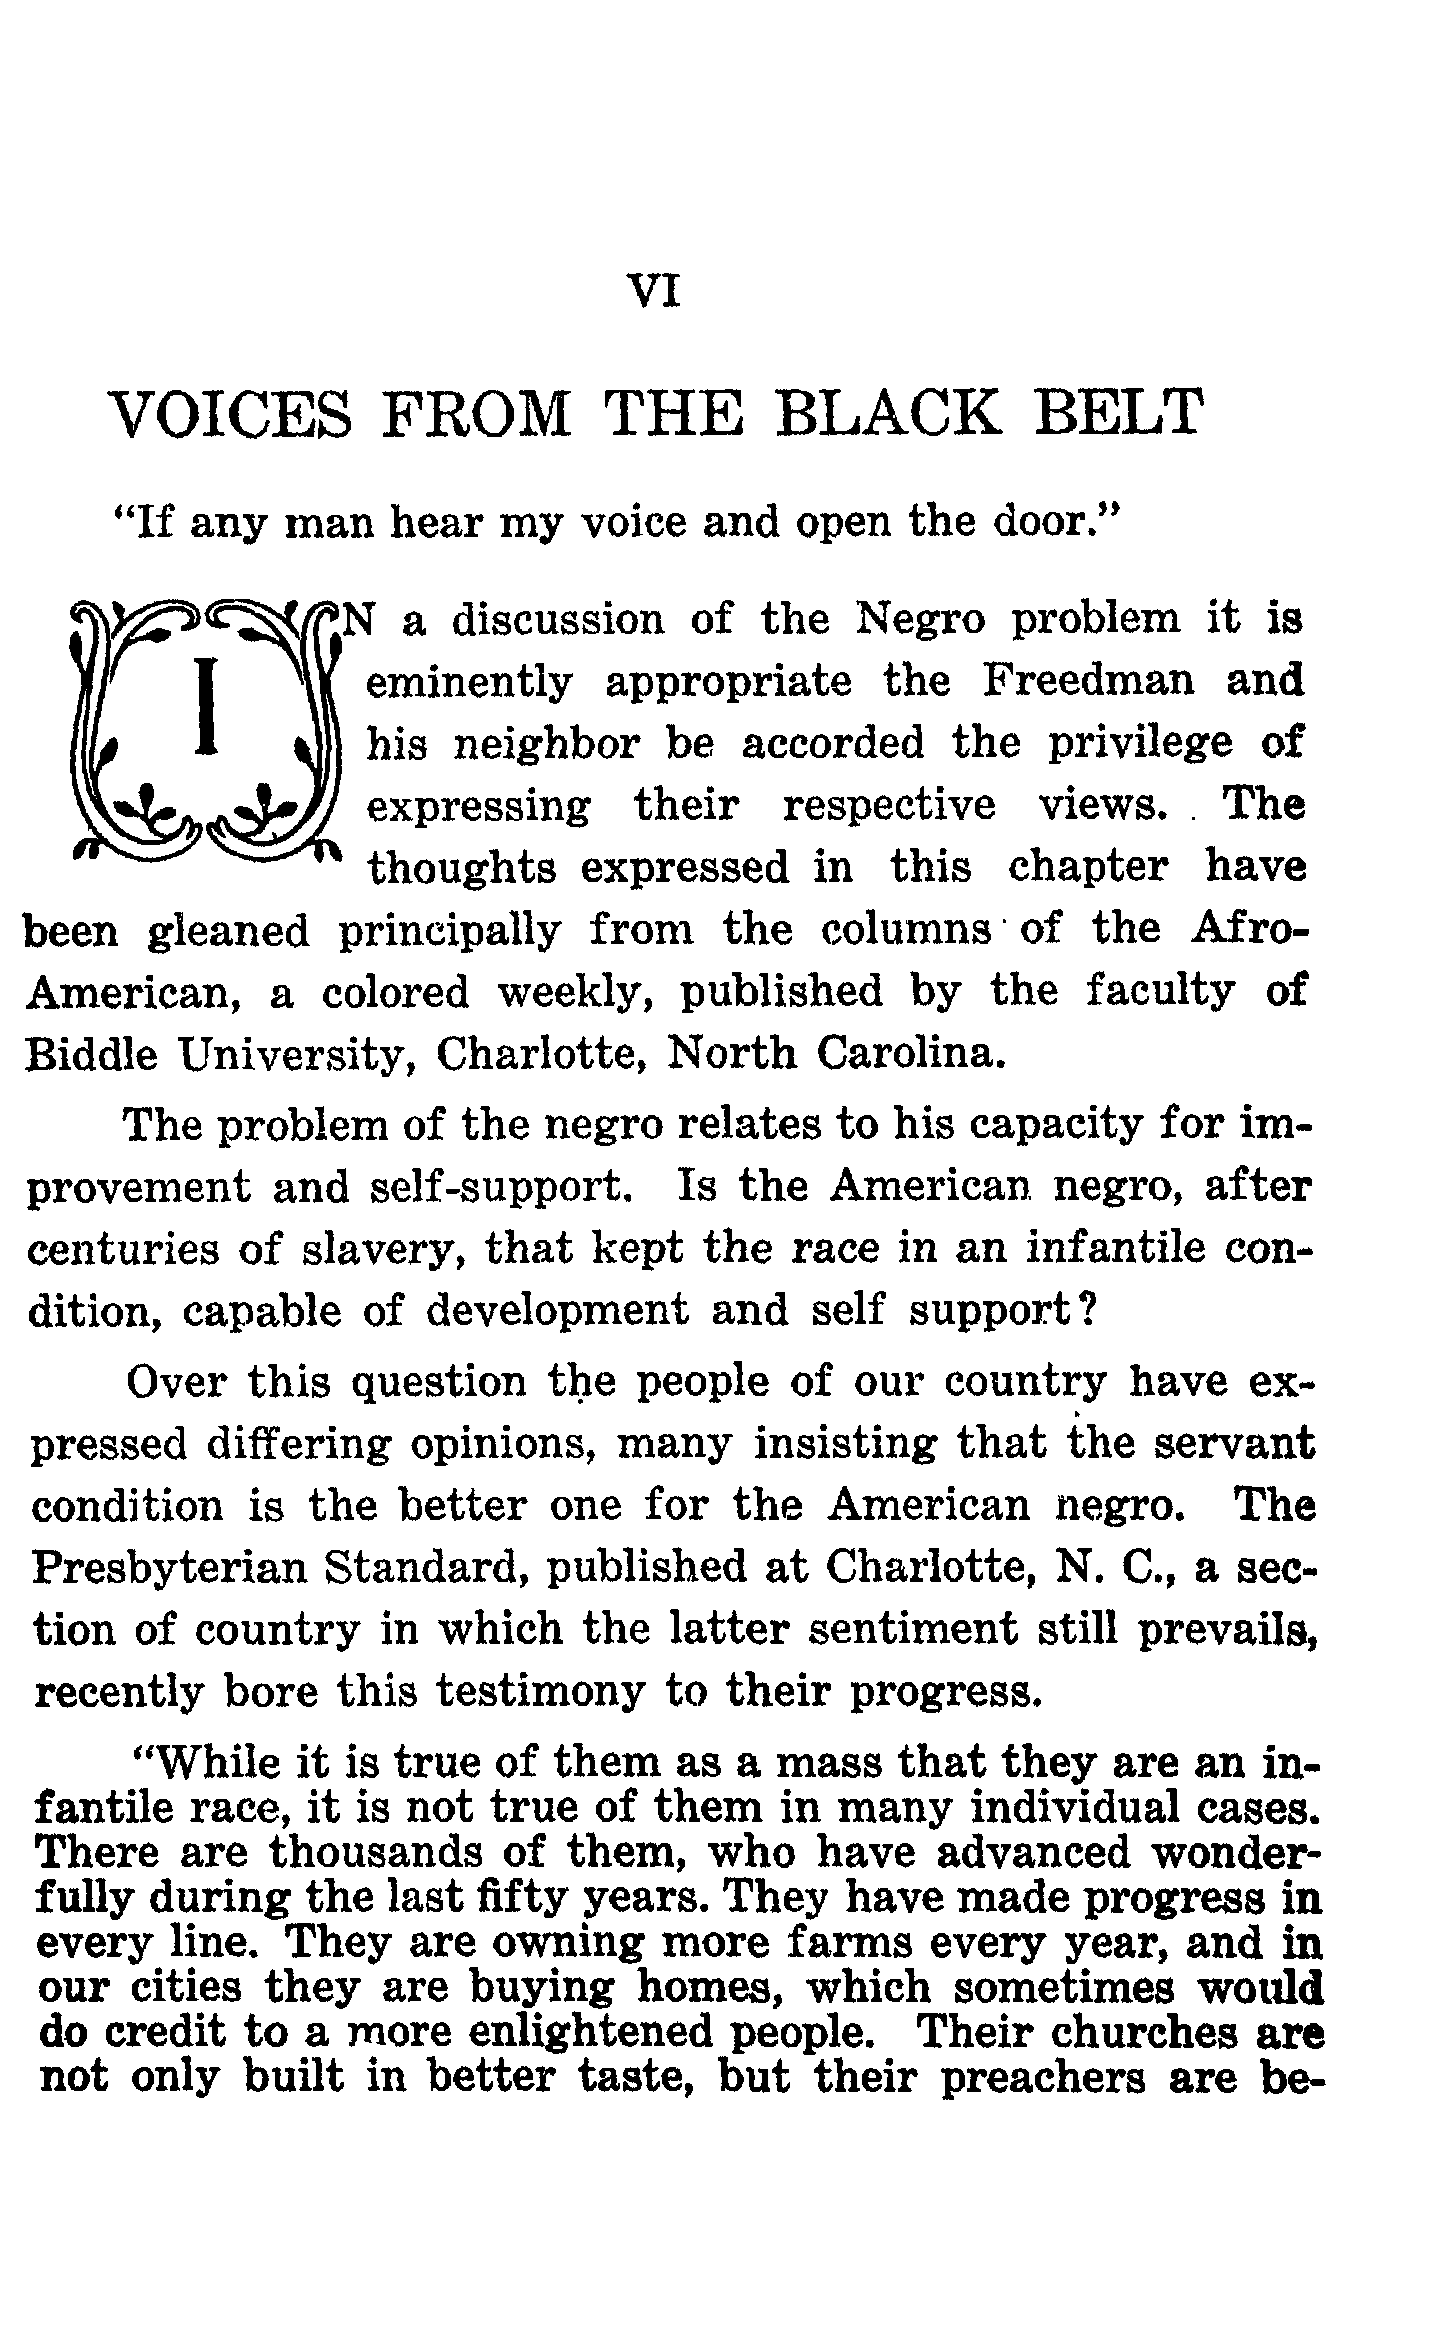 VI
VOICES FROM THE BLACK BELT
“If any man hear my voice and open the door.”
IN a discussion of the Negro problem it is
eminently appropriate the Freedman and
his neighbor be accorded the privilege of
expressing their respective views. The
thoughts expressed in this chapter have
been gleaned principally from the columns of the Afro-
American, a colored weekly, published by the faculty of
Biddle University, Charlotte, North Carolina.
The problem of the negro relates to his capacity for im-
provement and self-support. Is the American negro, after
centuries of slavery, that kept the race in an infantile con-
dition, capable of development and self support?
Over this question the people of our country have ex-
pressed differing opinions, many insisting that the servant
condition is the better one for the American negro. The
Presbyterian Standard, published at Charlotte, N. C., a sec-
tion of country in which the latter sentiment still prevails,
recently bore this testimony to their progress.
“While it is true of them as a mass that they are an in-
fantile race, it is not true of them in many individual cases.
There are thousands of them, who have advanced wonder-
fully during the last fifty years. They have made progress in
every line. They are owning more farms every year, and in
our cities they are buying homes, which sometimes would
do credit to a more enlightened people. Their churches are
not only built in better taste, but their preachers are be-